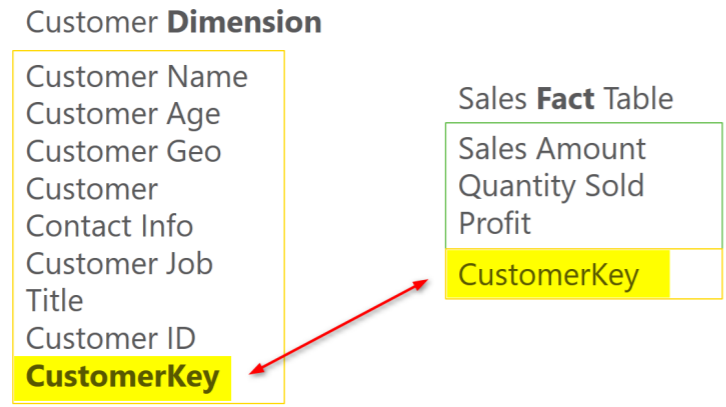 Customer Dimension
Customer Name
Customer Age
Customer Geo
Customer
Contact Info
Customer Job
Title
Customer ID
CustomerKey
Sales Fact Table
Sales Amount
Quantity Sold
Profit
CustomerKey